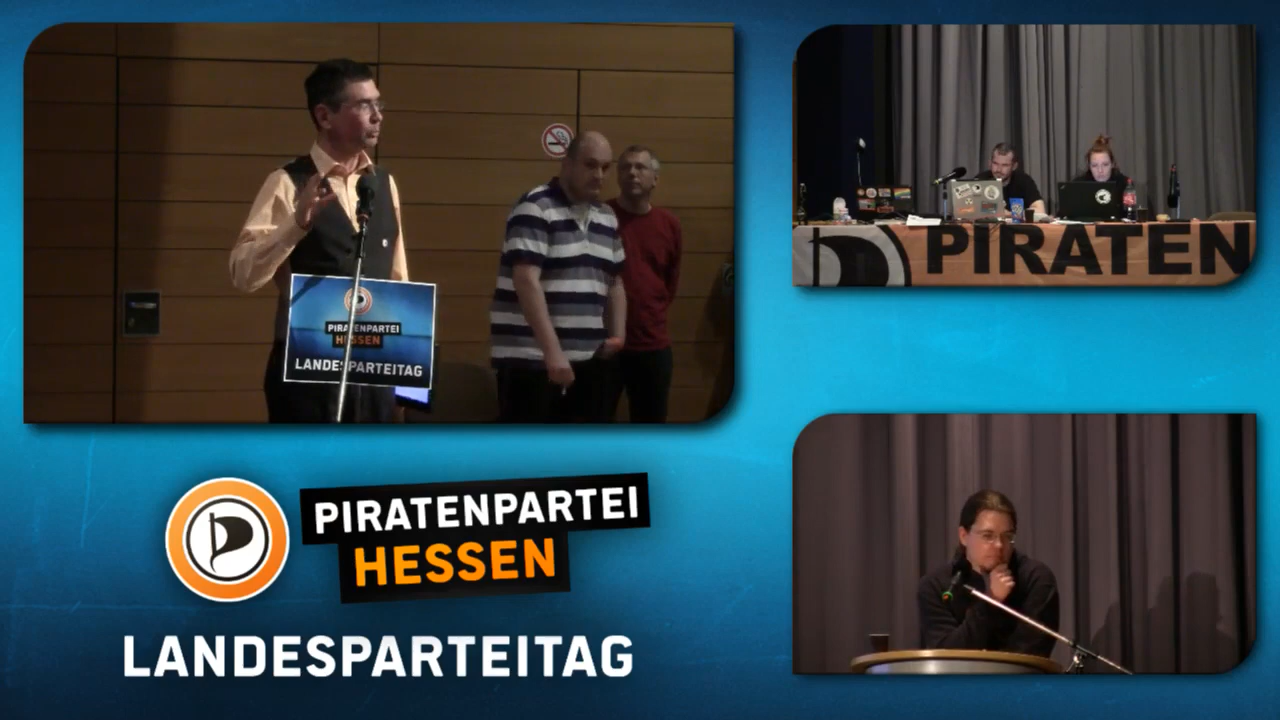 PIRATENPARTEI
HESSEN
LANDESPARTEITAG
PIRATEN
PIRATENPARTEI
HESSEN
LANDESPARTEITAG